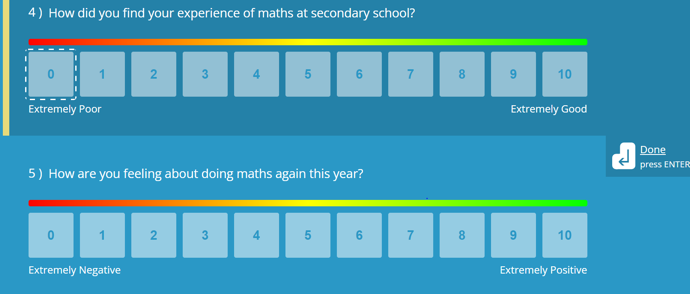 4 ) How did you find your experience of maths at secondary school?
0 1 2 3 4 5 6 7 8 9 10
Extremely Poor Extremely Good
Done
press ENTER
5 ) How are you feeling about doing maths again this year?
0 1 2 3 4 5 6 7 8 9 10
Extremely Negative Extremely Positive